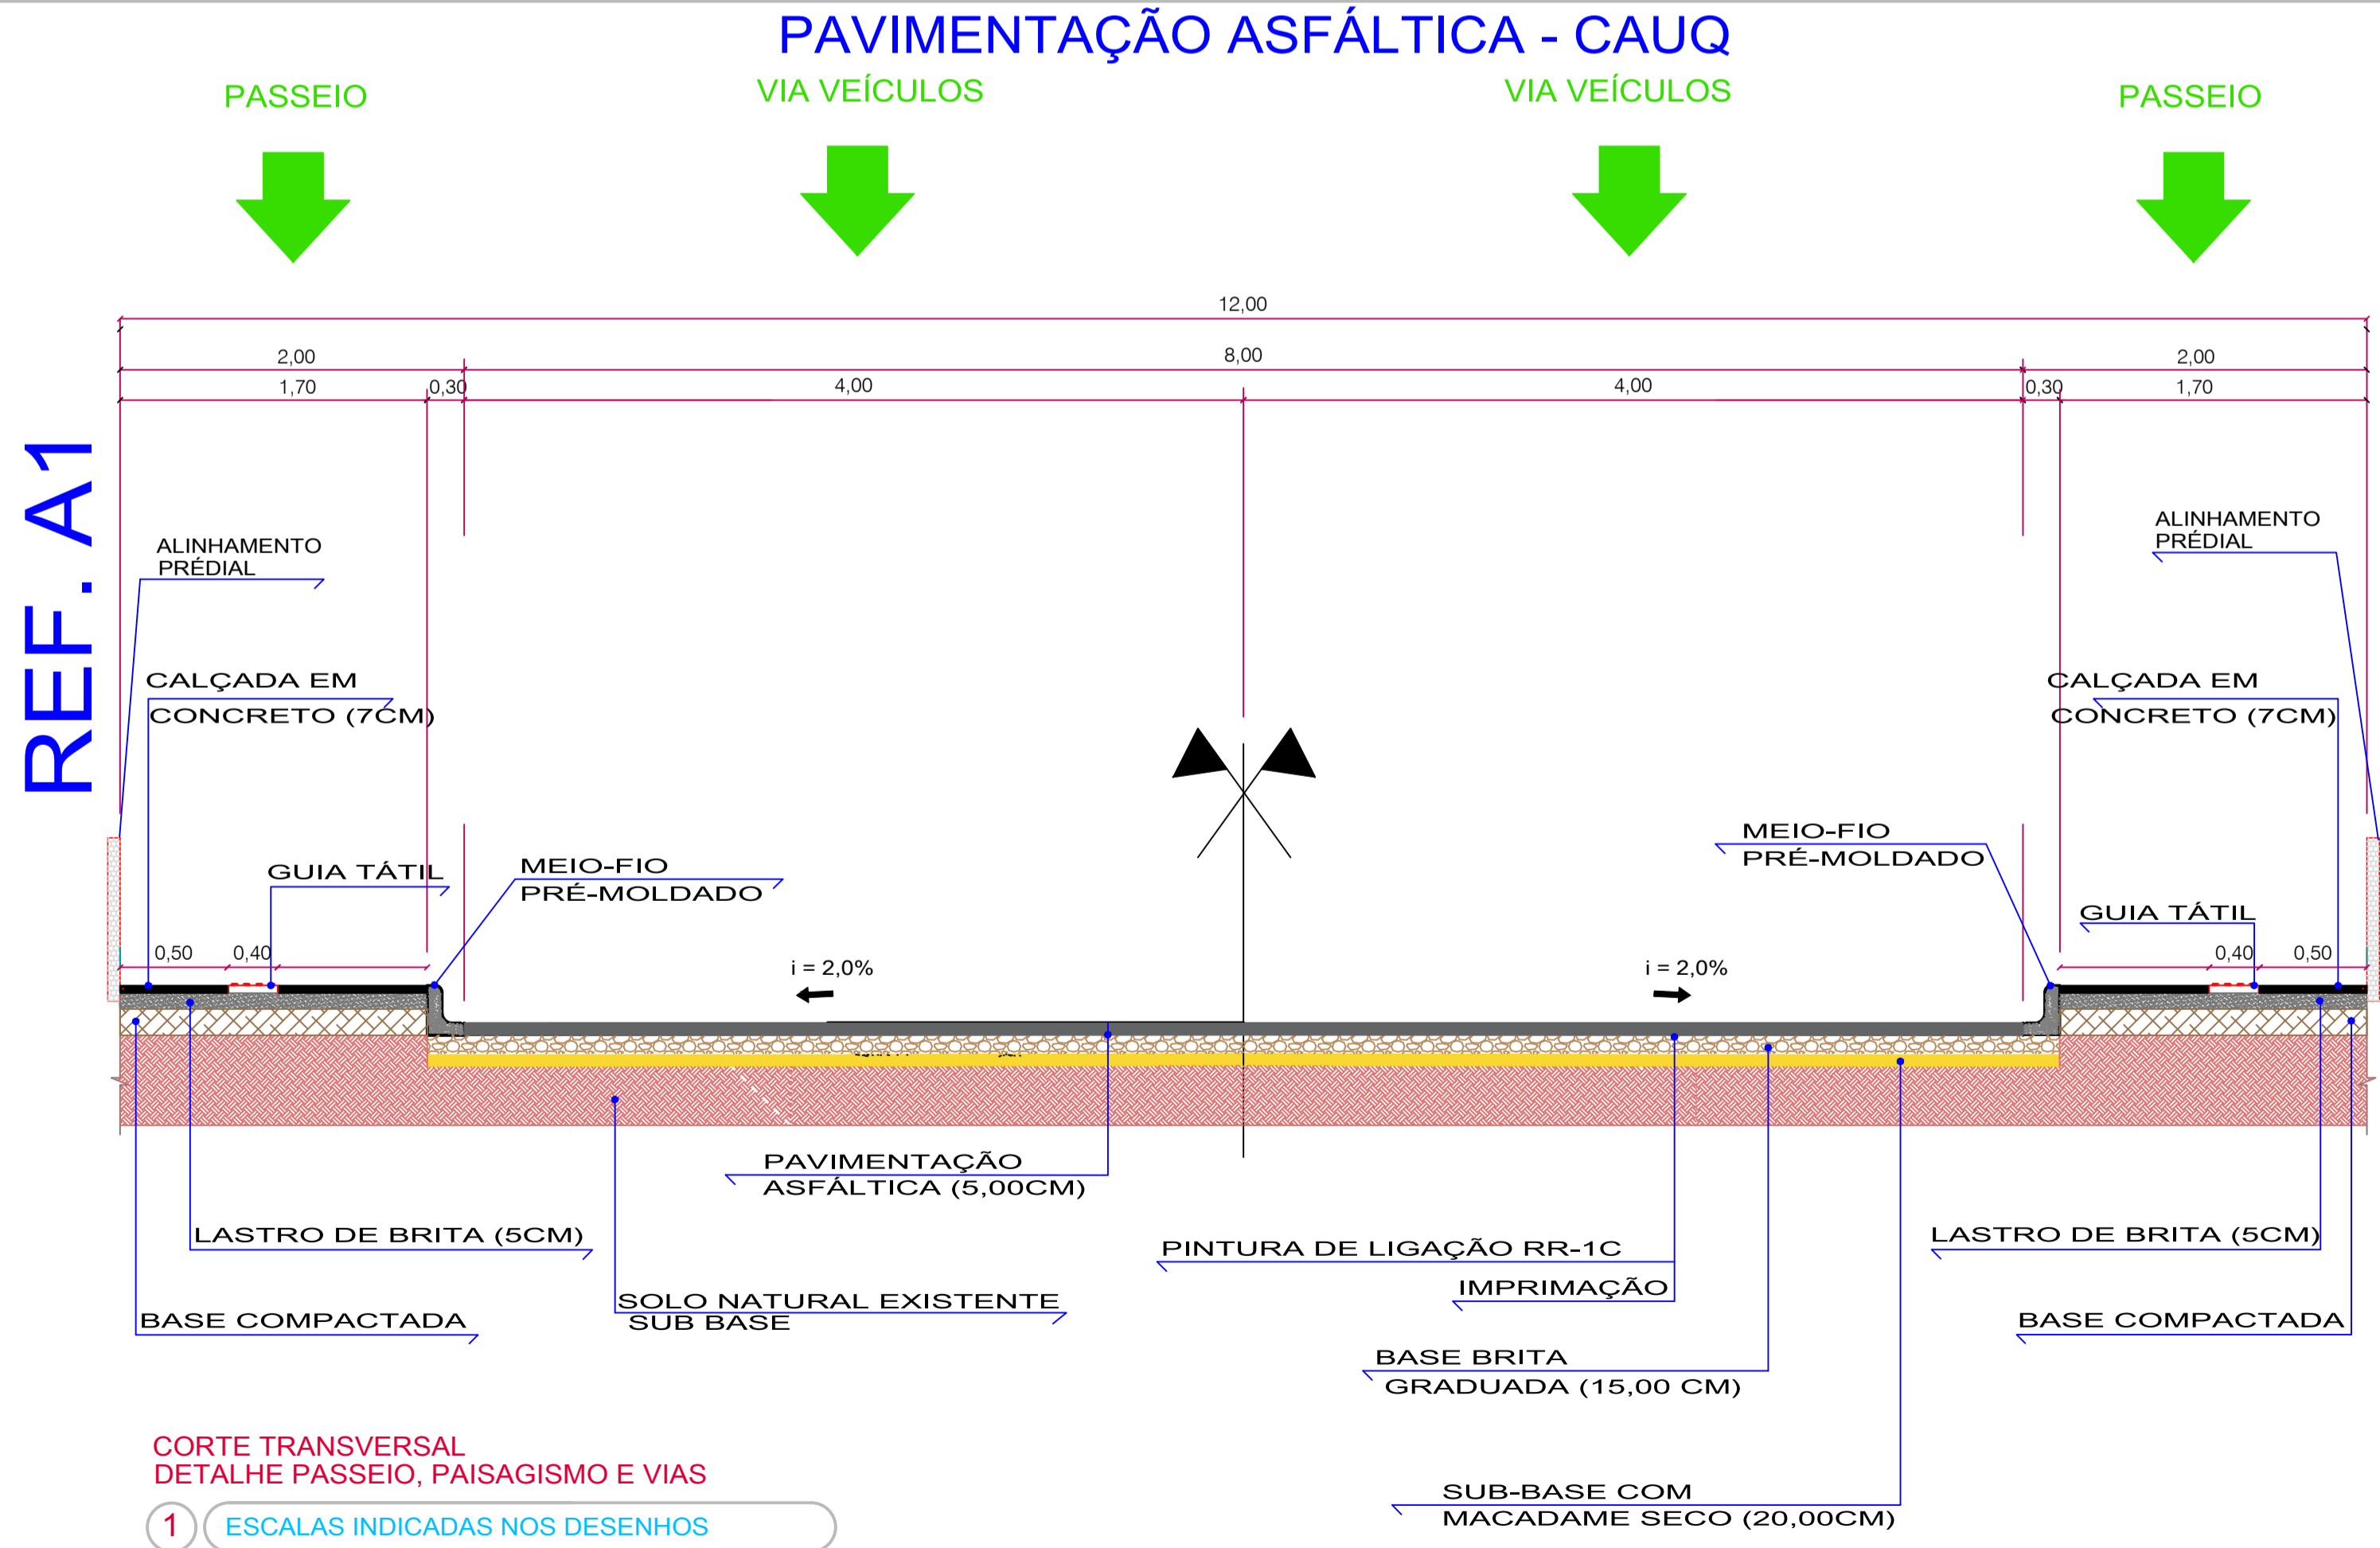 PAVIMENTAÇÃO ASFÁLTICA - CAUQ
PASSEIO
VIA VEÍCULOS
VIA VEÍCULOS
PASSEIO
12,00
2,00
8,00
2,00
1,70
0,30
4,00
4,00
0,30
1,70
REF. A1
ALINHAMENTO
PRÉDIAL
ALINHAMENTO
PRÉDIAL
CALÇADA EM
CONCRETO (7CM)
CALÇADA EM
CONCRETO (7CM)
GUIA TÁTIL
MEIO-FIO
PRÉ-MOLDADO
MEIO-FIO
PRÉ-MOLDADO
GUIA TÁTIL
0,50
0,40
i = 2,0%
i = 2,0%
0,40
0,50
PAVIMENTAÇÃO
ASFÁLTICA (5,00CM)
LASTRO DE BRITA (5CM)
PINTURA DE LIGAÇÃO RR-1C
LASTRO DE BRITA (5CM)
IMPRIMAÇÃO
SOLO NATURAL EXISTENTE
SUB BASE
BASE COMPACTADA
BASE COMPACTADA
BASE BRITA
GRADUADA (15,00 CM)
SUB-BASE COM
MACADAME SECO (20,00CM)
CORTE TRANSVERSAL
DETALHE PASSEIO, PAISAGISMO E VIAS
1
ESCALAS INDICADAS NOS DESENHOS